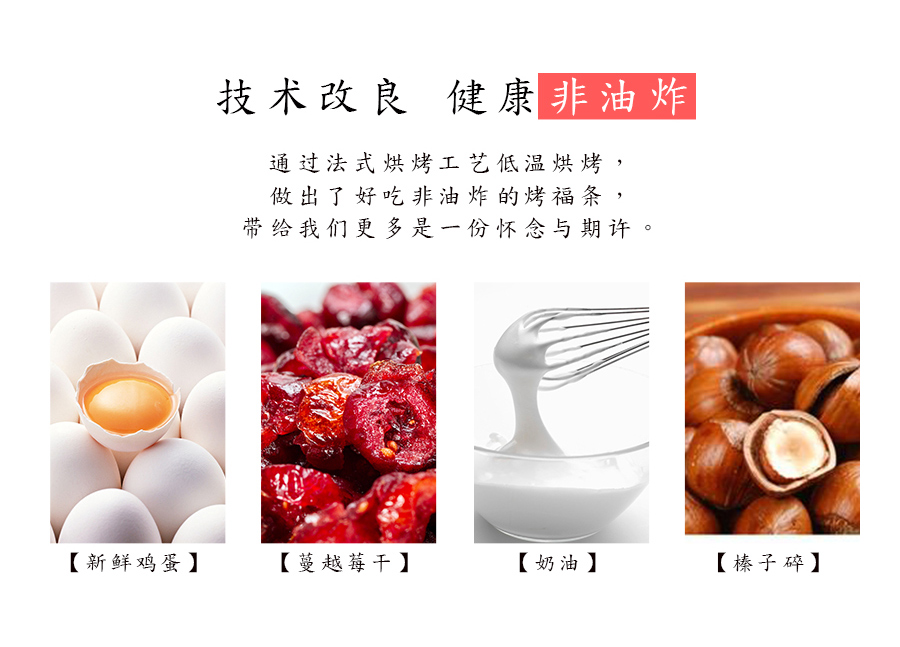 技术改良 健康非油炸
通过法式烘烤工艺低温烘烤，
做出了好吃非油炸的烤福条，
带给我们更多是一份怀念与期许。
【新鲜鸡蛋】 【蔓越莓干】 【奶油】 【榛子碎】